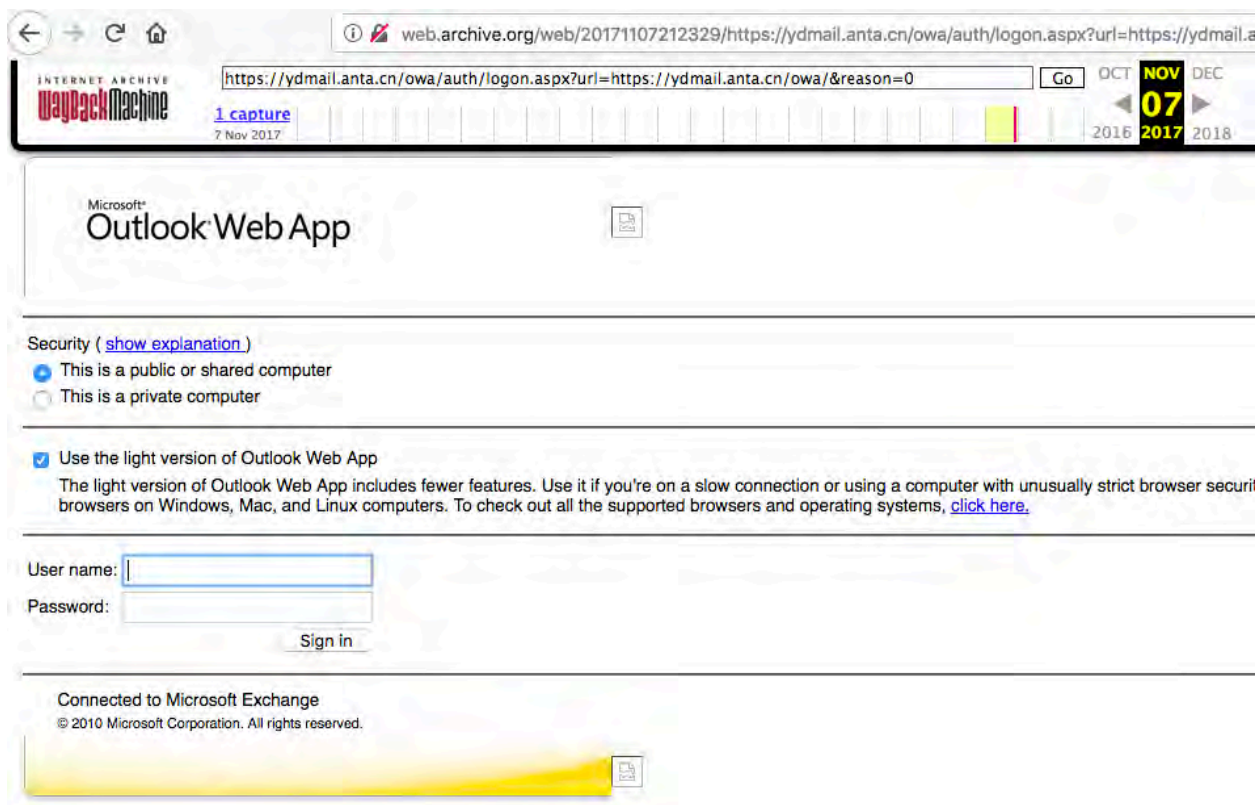 web.archive.org/web/20171107212329/https://ydmail.anta.cn/owa/auth/logon.aspx?url=https://ydmail.a
INTERNET ARCHIVE
WayBackMachine
https://ydmail.anta.cn/owa/auth/logon.aspx?url=https://ydmail.anta.cn/owa/&reason=0
Go
OCT NOV DEC
1 capture
07
7 Nov 2017
2016 2017 2018
Microsoft®
Outlook Web App
Security ( show explanation )
This is a public or shared computer
This is a private computer
Use the light version of Outlook Web App
The light version of Outlook Web App includes fewer features. Use it if you're on a slow connection or using a computer with unusually strict browser securit
browsers on Windows, Mac, and Linux computers. To check out all the supported browsers and operating systems, click here.
User name:
Password:
Sign in
Connected to Microsoft Exchange
© 2010 Microsoft Corporation. All rights reserved.